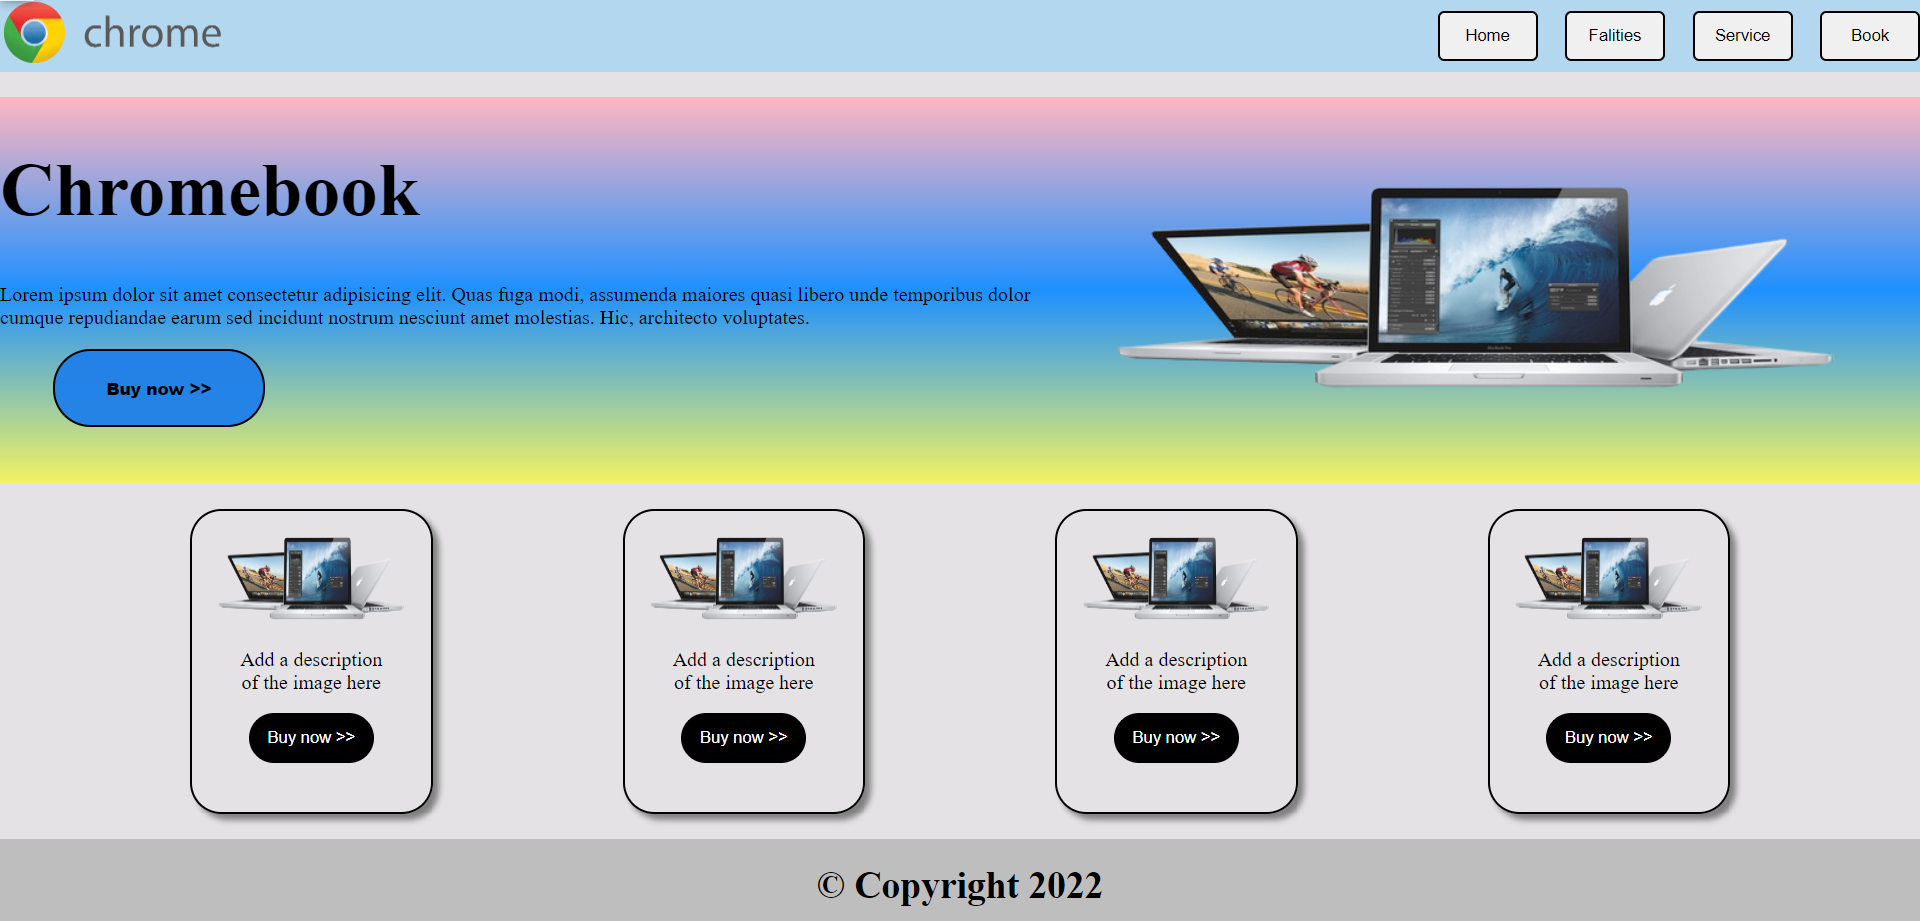 chrome
Home
Falities
Service
Book
Chromebook
Lorem ipsum dolor sit amet consectetur adipisicing elit. Quas fuga modi, assumenda maiores quasi libero unde temporibus dolor
cumque repudiandae earum sed incidunt nostrum nesciunt amet molestias. Hic, architecto voluptates.
Buy now >>
Add a description
of the image here
Buy now >>
Add a description
of the image here
Buy now >>
Add a description
of the image here
Buy now >>
Add a description
of the image here
Buy now >>
© Copyright 2022